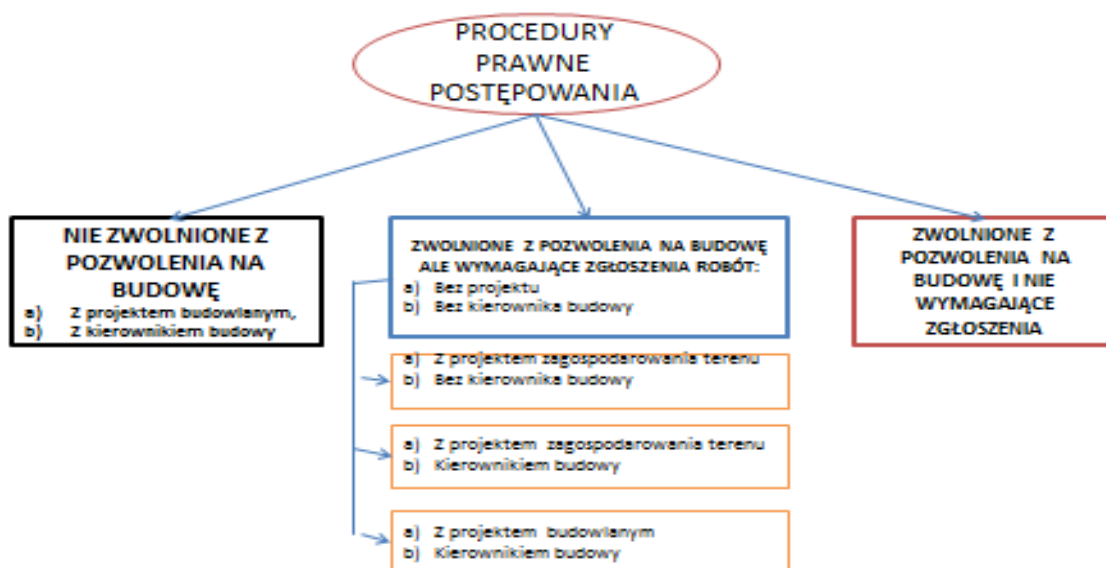 PROCEDURY
PRAWNE
POSTĘPOWANIA
NIE ZWOLNIONE Z
POZWOLENIA NA
BUDOWĘ
a) Z projektem budowlanym,
b) Z kierownikiem budowy
ZWOLNIONE Z POZWOLENIA NA BUDOWĘ
ALE WYMAGAJĄCE ZGŁOSZENIA ROBÓT:
a) Bez projektu
b) Bez kierownika budowy
a) Z projektem zagospodarowania terenu
b) Bez kierownika budowy
a) Z projektem zagospodarowania terenu
b) Kierownikiem budowy
a) Z projektem budowlanym
b) Kierownikiem budowy
ZWOLNIONE Z
POZWOLENIA NA
BUDOWĘ I NIE
WYMAGAJĄCE
ZGŁOSZENIA